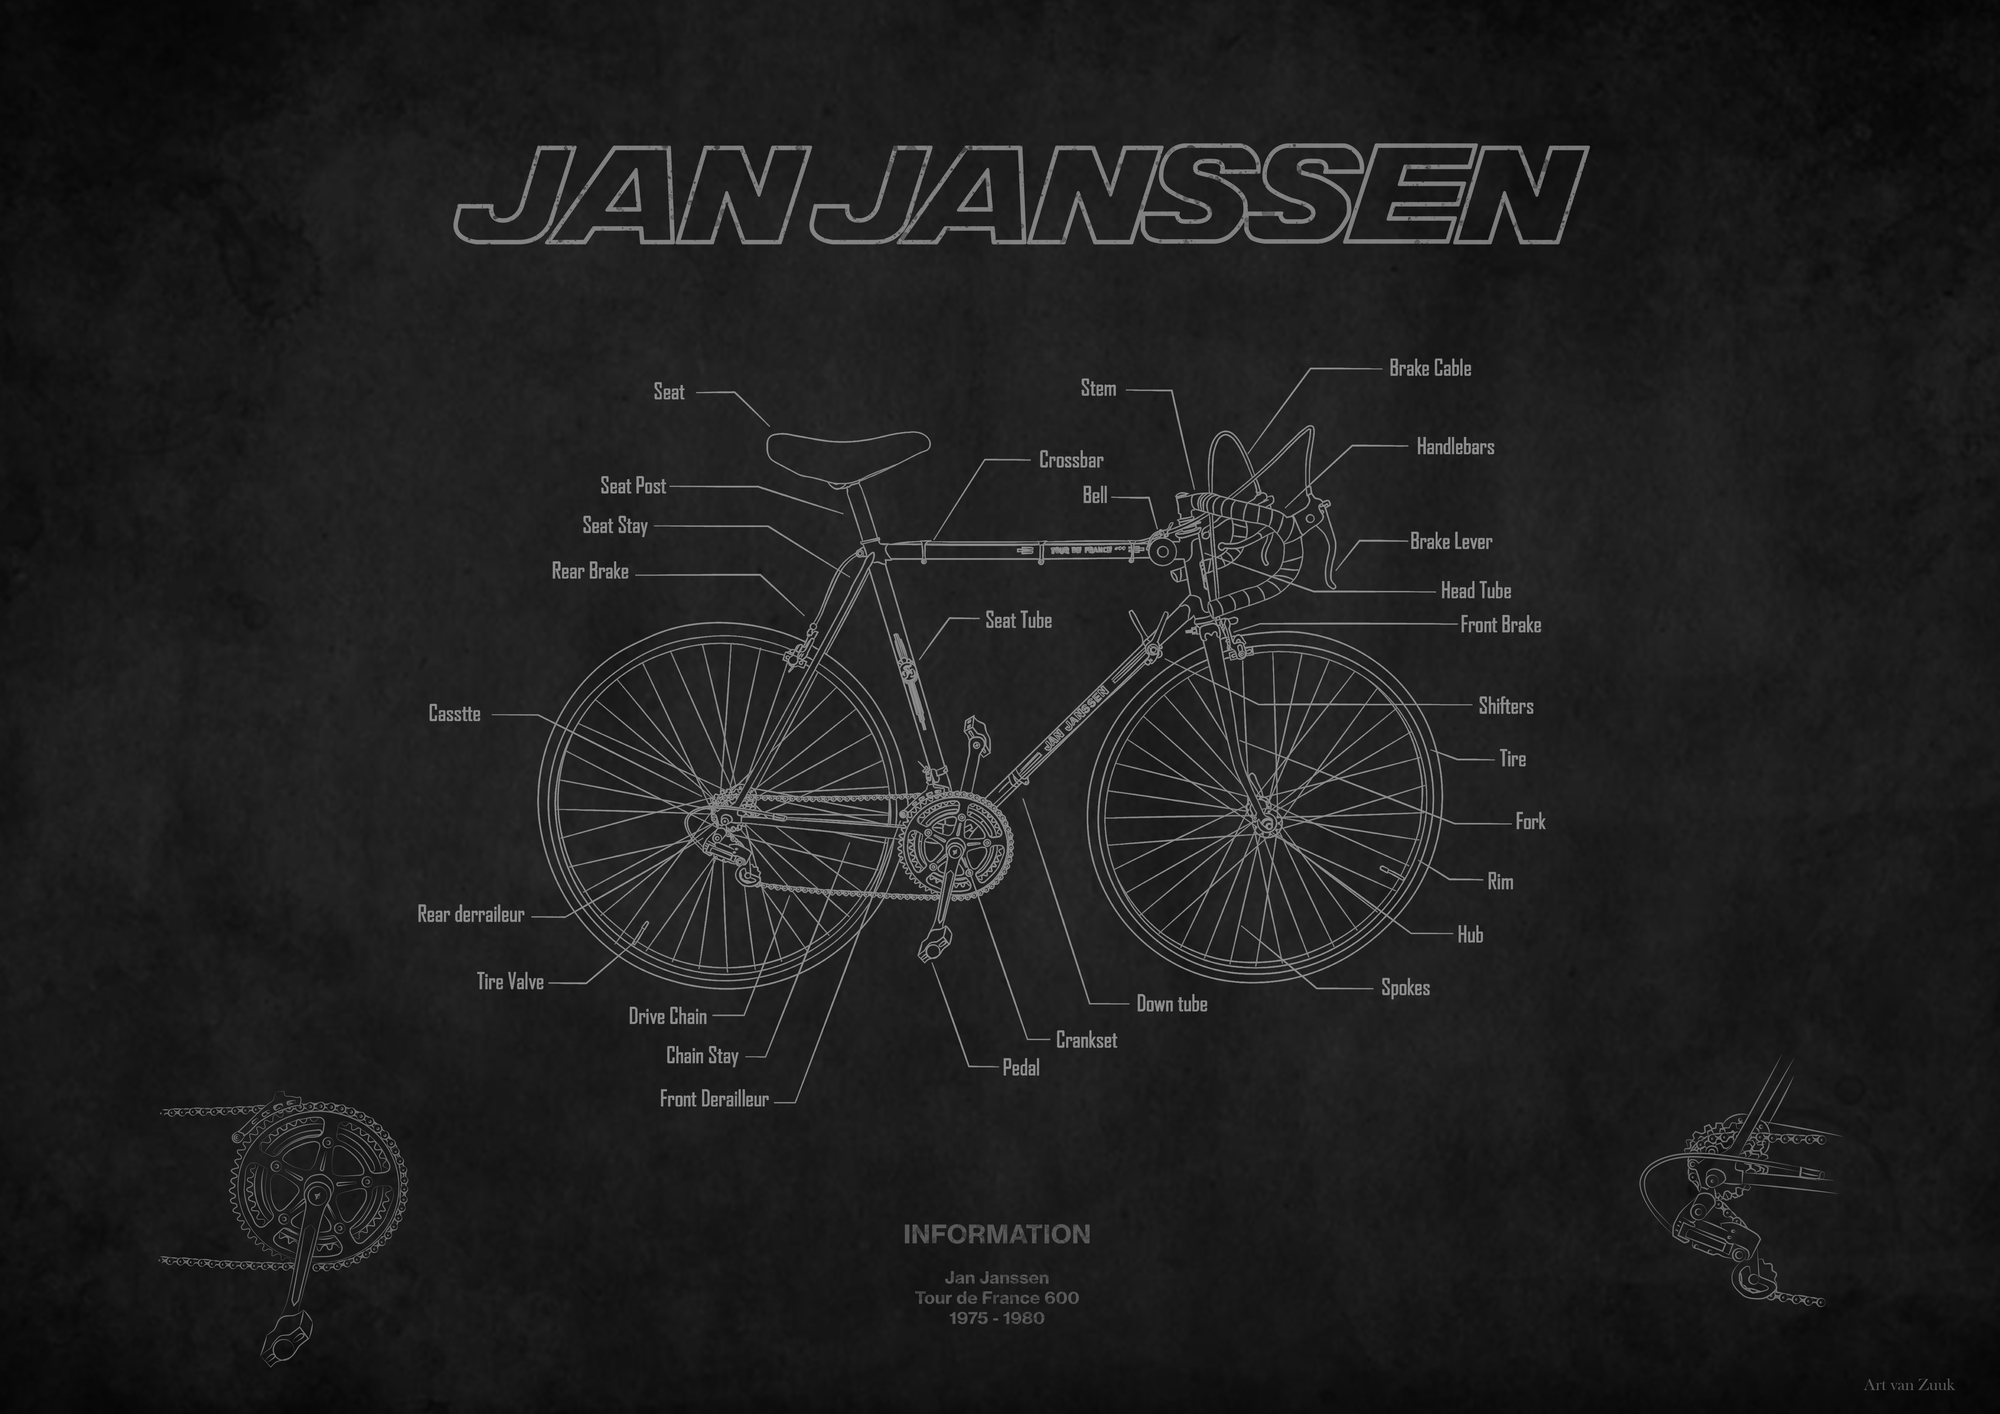 JAN JANSSEN
Brake Cable
Seat
Stem
Handlebars
Crossbar
Seat Post
Bell
Seat Stay
Brake Lever
TOUR DE FRANCE 600
Rear Brake
Head Tube
Seat Tube
Front Brake
JAN JANSSEN
Casstte
Shifters
Tire
Fork
Rim
Rear derraileur
Hub
Tire Valve
Spokes
Down tube
Drive Chain
Crankset
Chain Stay
Pedal
Front Derailleur
INFORMATION
Jan Janssen
Tour de France 600
1975 - 1980
Art van Zuuk